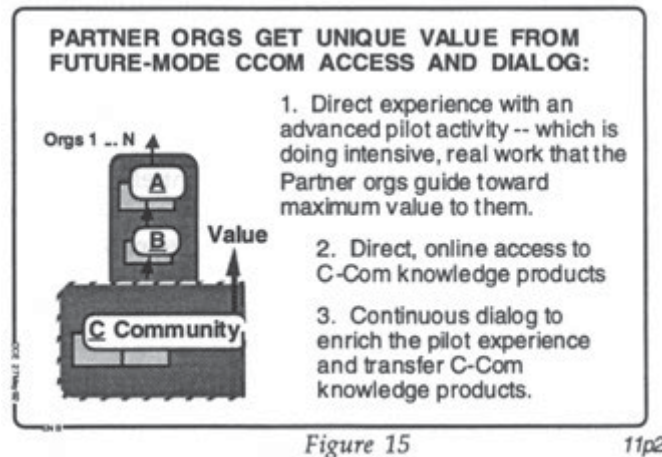 PARTNER ORGS GET UNIQUE VALUE FROM
FUTURE-MODE CCOM ACCESS AND DIALOG:
Orgs 1 ... N
A
B
Value
C Community
1. Direct experience with an
advanced pilot activity -- which is
doing intensive, real work that the
Partner orgs guide toward
maximum value to them.
2. Direct, online access to
C-Com knowledge products
3. Continuous dialog to
enrich the pilot experience
and transfer C-Com
knowledge products.
Figure 15
11p2